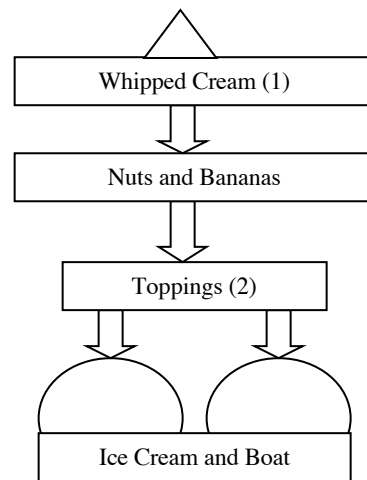 Whipped Cream (1)
Nuts and Bananas
Toppings (2)
Ice Cream and Boat